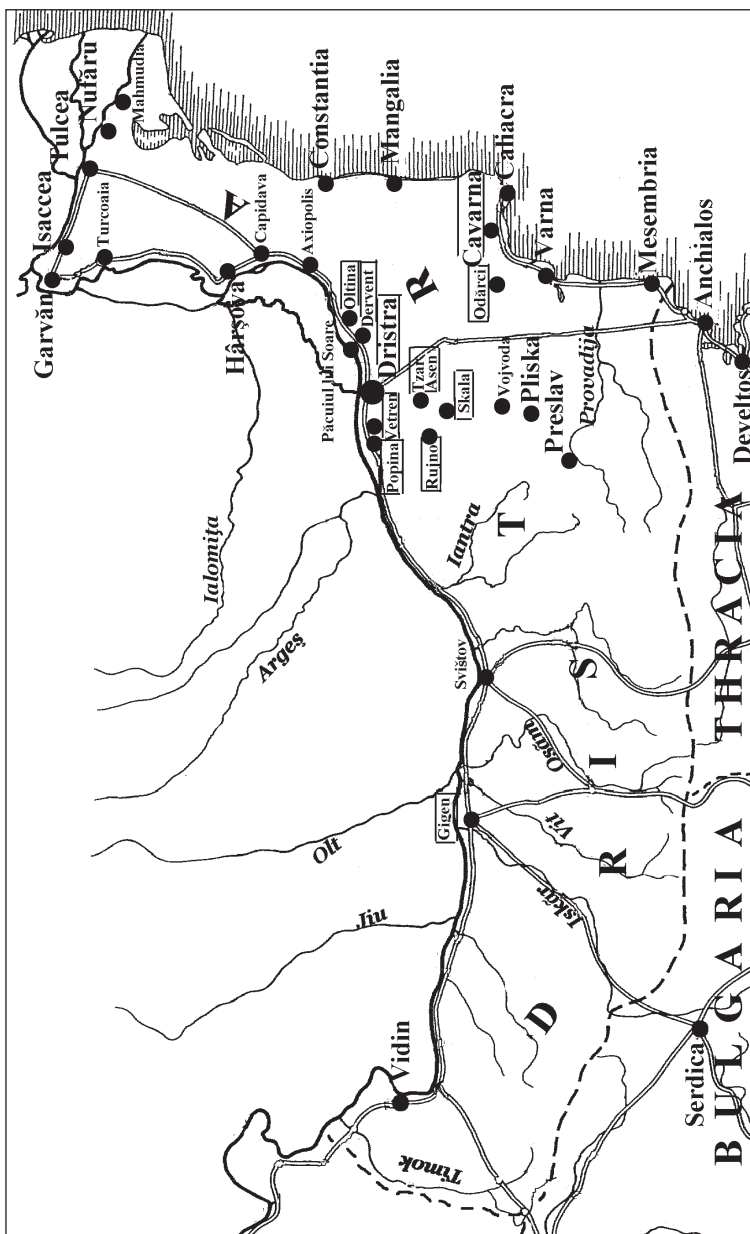 Garvăn
Isaccea
Tulcea
Nufăru
Mahmudia
Turcoaia
Hârşova
Capidava
Axiopolis
Constantia
Mangalia
Păcuiul lui Soare
Oltina
Dervent
Dristra
Vetren
Popina
Tzar
Asen
Rujno
Skala
Odărci
Cavarna
Caliacra
Varna
Vojvoda
Pliska
Preslav
Provadija
Mesembria
Anchialos
Develtos
Ialomiţa
Argeş
Olt
Jiu
Iantra
Svištov
Osăm
Gigen
Vit
Iskăr
Vidin
Timok
Serdica
D R I S T R A
BULGARIA
THRACIA